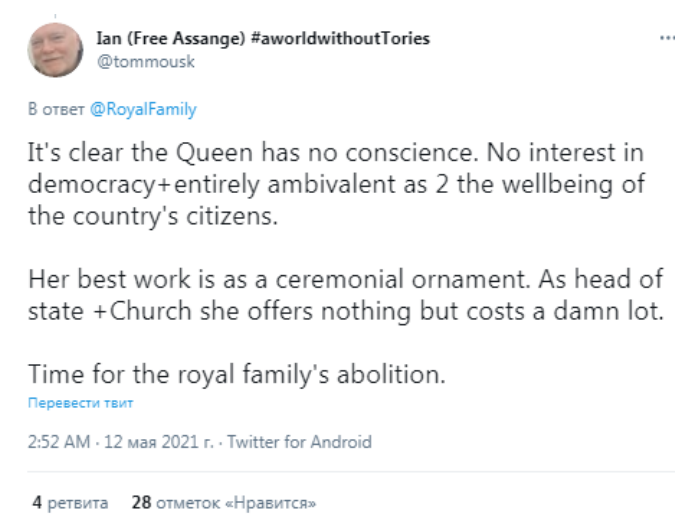 Ian (Free Assange) #aworldwithoutTories
@tommousk
В ответ @RoyalFamily
It's clear the Queen has no conscience. No interest in
democracy+entirely ambivalent as 2 the wellbeing of
the country's citizens.
Her best work is as a ceremonial ornament. As head of
state +Church she offers nothing but costs a damn lot.
Time for the royal family's abolition.
Перевести твит
2:52 AM · 12 мая 2021 г. · Twitter for Android
4 ретвита 28 отметок «Нравится»